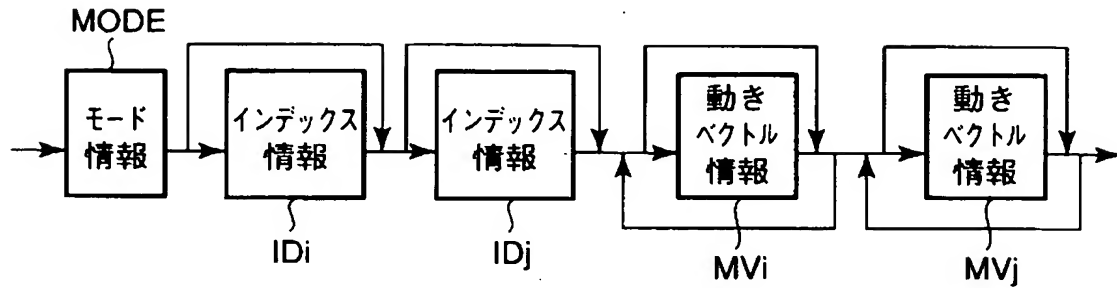 MODE
モード
情報
インデックス
情報
インデックス
情報
動き
ベクトル
情報
動き
ベクトル
情報
IDi
IDj
MVi
MVj